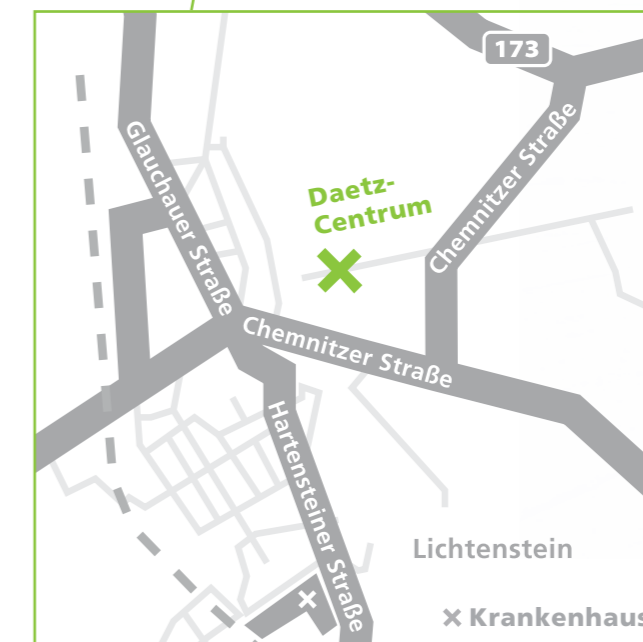 173
Glauchauer Straße
Chemnitzer Straße
Daetz-
Centrum
Chemnitzer Straße
Hartensteiner Straße
Lichtenstein
× Krankenhaus